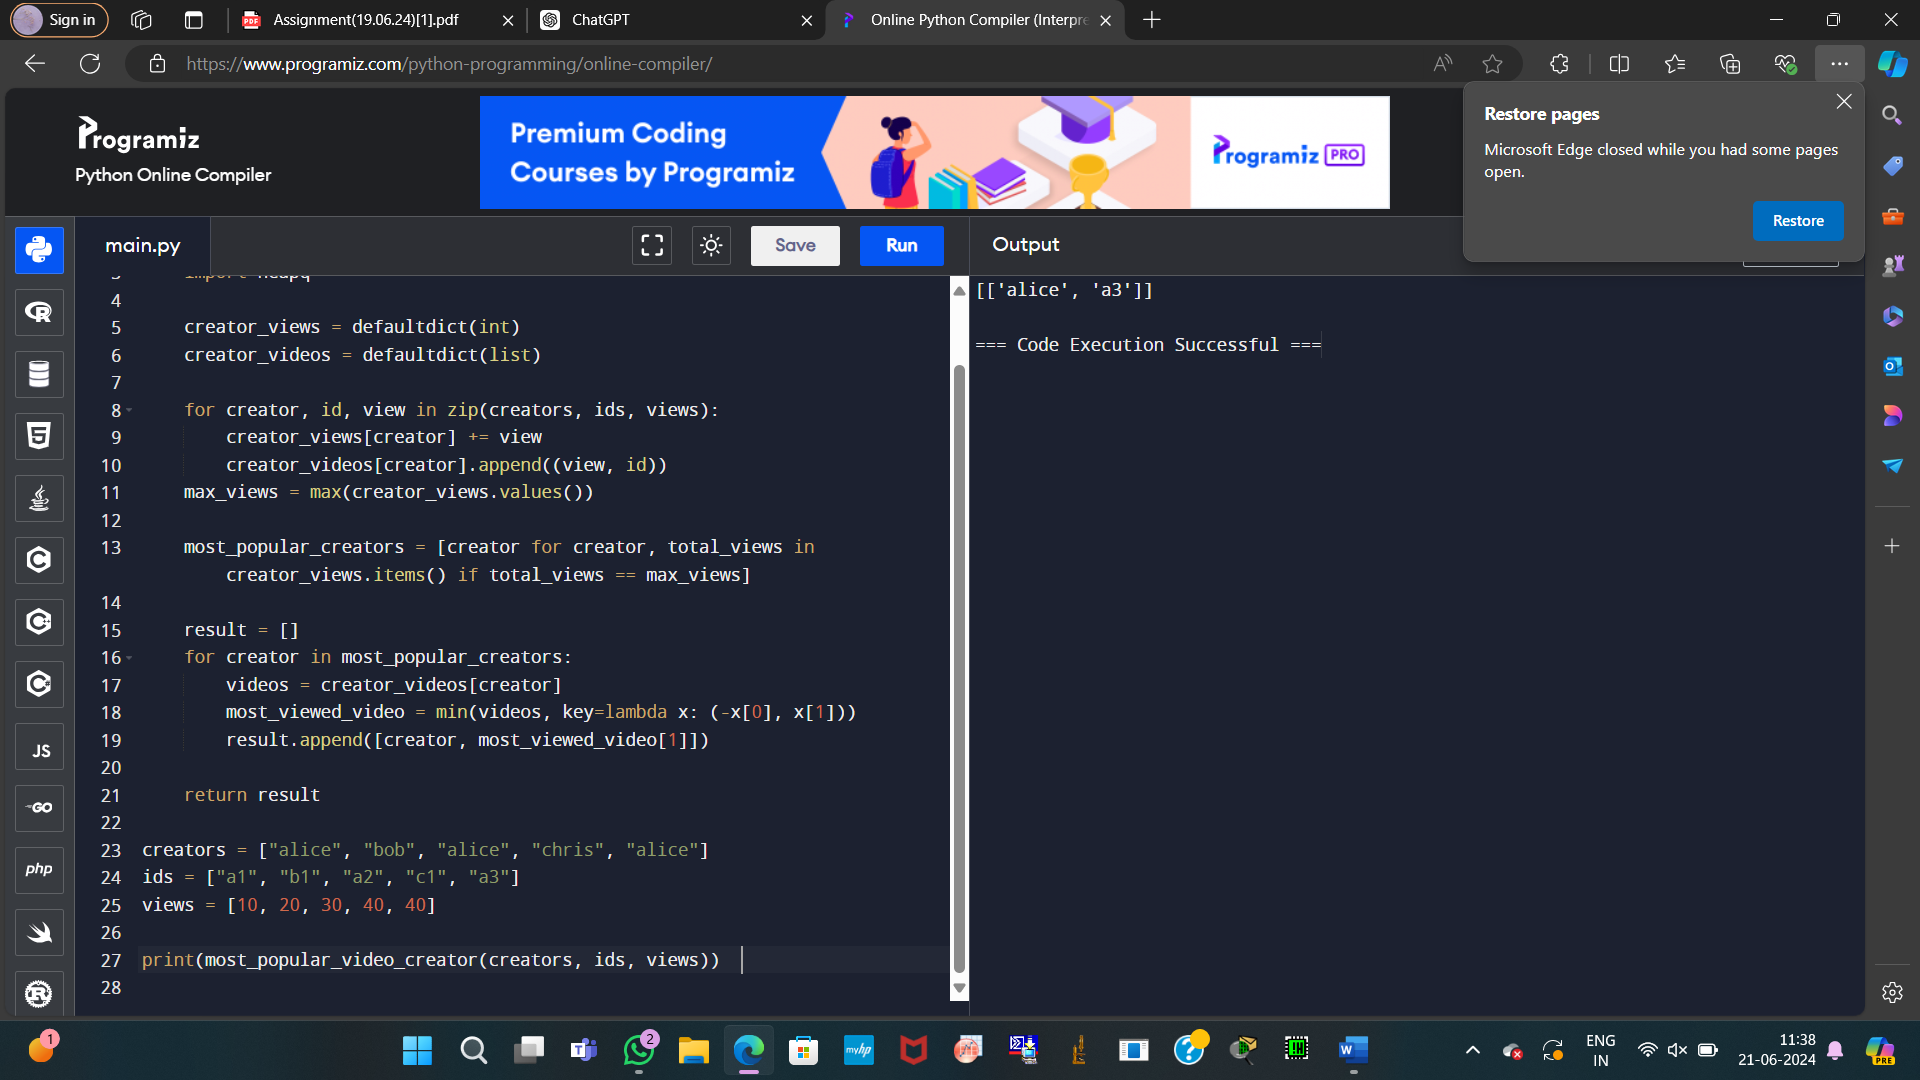 Sign in
Assignment(19.06.24)[1].pdf
ChatGPT
Online Python Compiler (Interpre
https://www.programiz.com/python-programming/online-compiler/
Programiz
Python Online Compiler
Premium Coding
Courses by Programiz
Programiz PRO
Restore pages
Microsoft Edge closed while you had some pages
open.
Restore
main.py
Save
Run
Output
4
5 creator_views = defaultdict(int)
6 creator_videos = defaultdict(list)
7
8 for creator, id, view in zip(creators, ids, views):
9 creator_views[creator] += view
10 creator_videos[creator].append((view, id))
11 max_views = max(creator_views.values())
12
13 most_popular_creators = [creator for creator, total_views in
creator_views.items() if total_views == max_views]
14
15 result = []
16 for creator in most_popular_creators:
17 videos = creator_videos[creator]
18 most_viewed_video = min(videos, key=lambda x: (-x[0], x[1]))
19 result.append([creator, most_viewed_video[1]])
20
21 return result
22
23 creators = ["alice", "bob", "alice", "chris", "alice"]
24 ids = ["a1", "b1", "a2", "c1", "a3"]
25 views = [10, 20, 30, 40, 40]
26
27 print(most_popular_video_creator(creators, ids, views))
28
[['alice', 'a3']]
=== Code Execution Successful ===
JS
GO
php
1
2
myhp
ENG
IN
11:38
21-06-2024
PRE